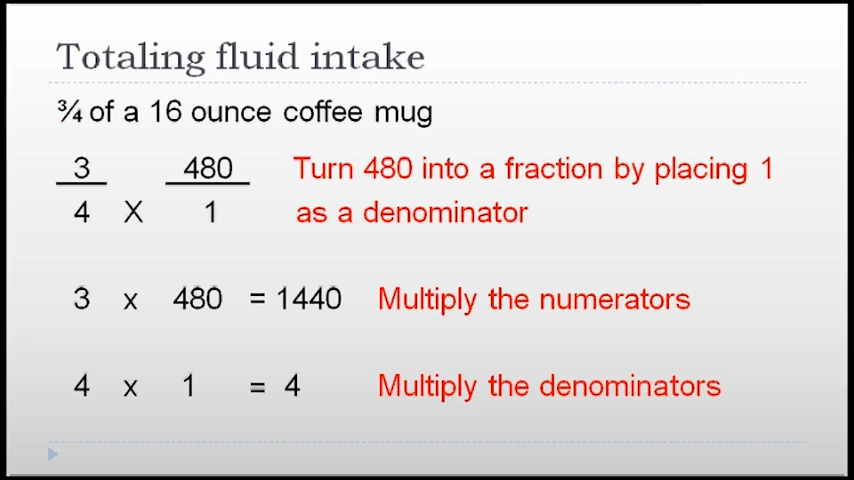 Totaling fluid intake
¾ of a 16 ounce coffee mug
3 480 Turn 480 into a fraction by placing 1
4 X 1 as a denominator
3 x 480 = 1440 Multiply the numerators
4 x 1 = 4 Multiply the denominators